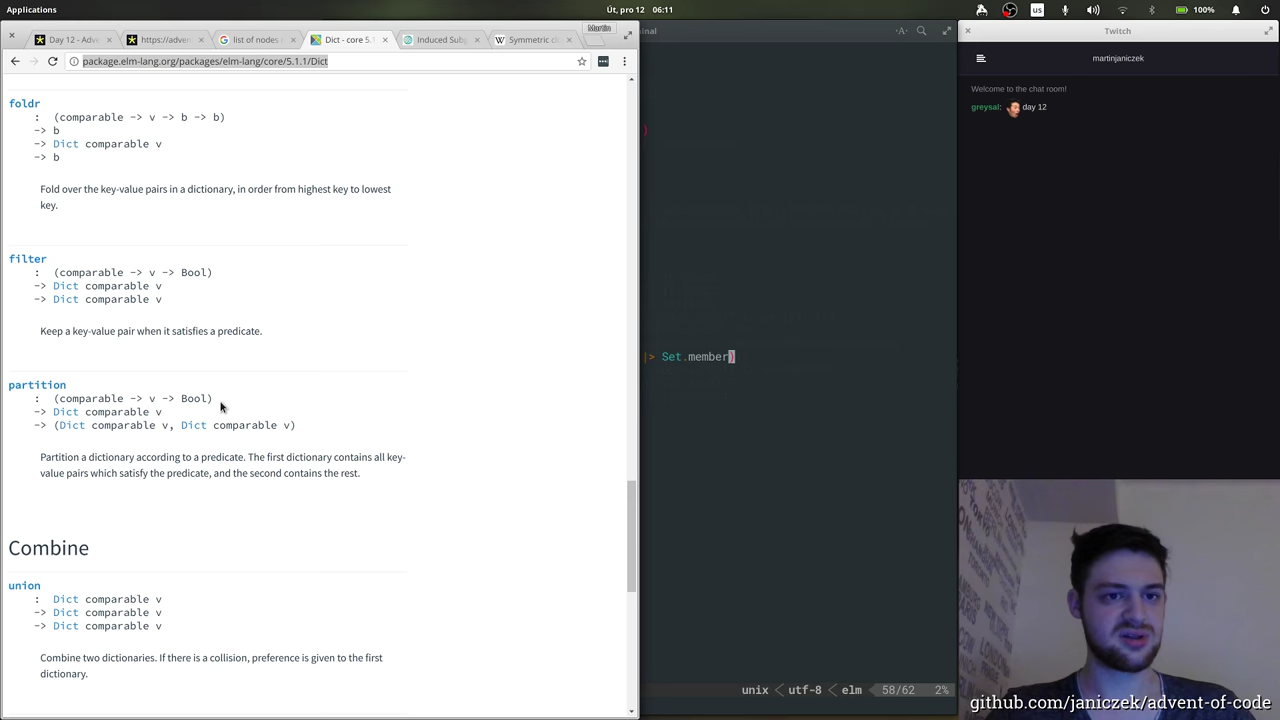 Applications
Út, pro 12 06:11
us
100%
Martin
Day 12 - Adve
https://adven
list of nodes i
Dict - core 5.1.
Induced Subg
Symmetric cl
ninal
-A-
Twitch
package.elm-lang.org/packages/elm-lang/core/5.1.1/Dict
martinjaniczek
Welcome to the chat room!
greysal: day 12
foldr
: (comparable -> v -> b -> b)
-> b
-> Dict comparable v
-> b
Fold over the key-value pairs in a dictionary, in order from highest key to lowest
key.
filter
: (comparable -> v -> Bool)
-> Dict comparable v
-> Dict comparable v
Keep a key-value pair when it satisfies a predicate.
|> Set.member)
)
partition
: (comparable -> v -> Bool)
-> Dict comparable v
-> (Dict comparable v, Dict comparable v)
Partition a dictionary according to a predicate. The first dictionary contains all key-
value pairs which satisfy the predicate, and the second contains the rest.
Combine
union
: Dict comparable v
-> Dict comparable v
-> Dict comparable v
Combine two dictionaries. If there is a collision, preference is given to the first
dictionary.
unix < utf-8 < elm 58/62 2%
github.com/janiczek/advent-of-code